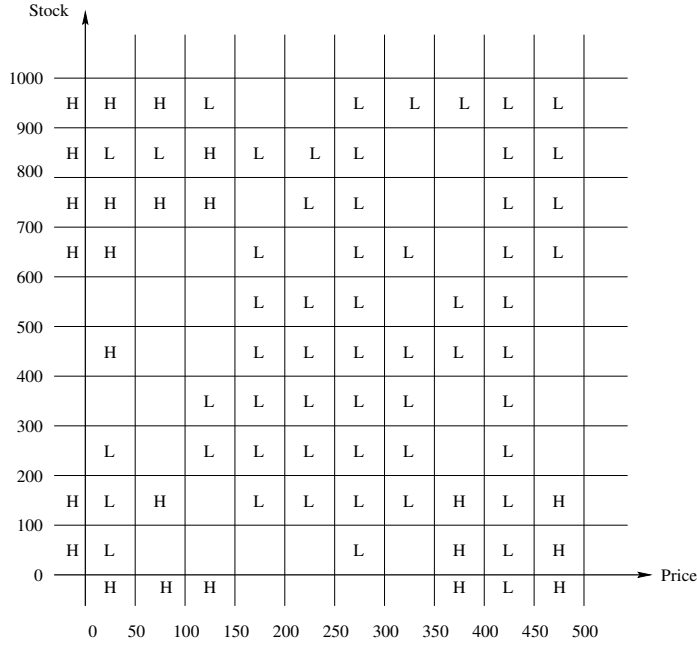 Stock
1000
H H H L L L L L L
900
H L L H L L L L L
800
H H H H L L L L
700
H H L L L L L
600
L L L L L
500
H L L L L L L
400
L L L L L L
300
L L L L L L L
200
H L H L L L L H L H
100
H L L H L H
0
Price
H H H H L H
0 50 100 150 200 250 300 350 400 450 500